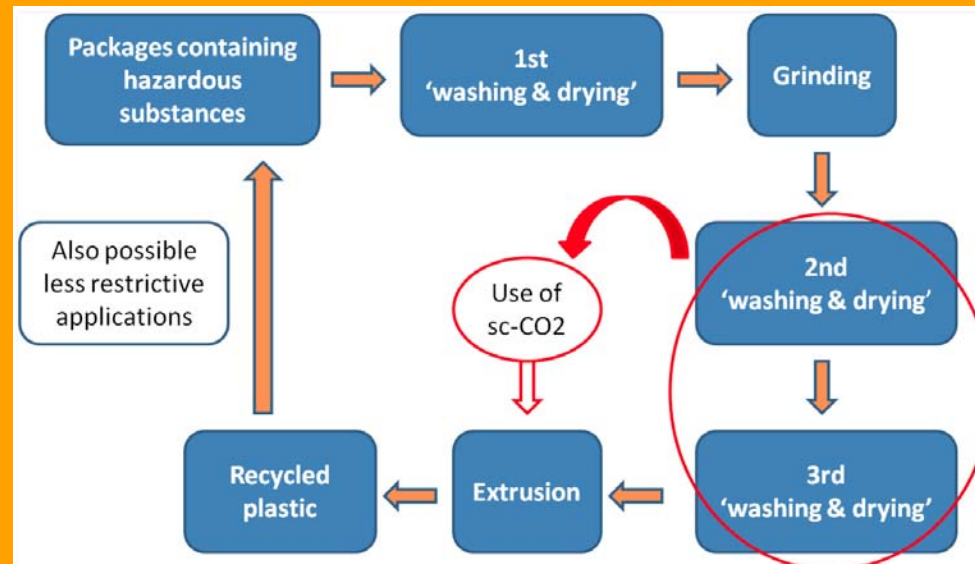 Packages containing
hazardous
substances
1st
‘washing & drying’
Grinding
Also possible
less restrictive
applications
Use of
sc-CO2
2nd
‘washing & drying’
Recycled
plastic
Extrusion
3rd
‘washing & drying’